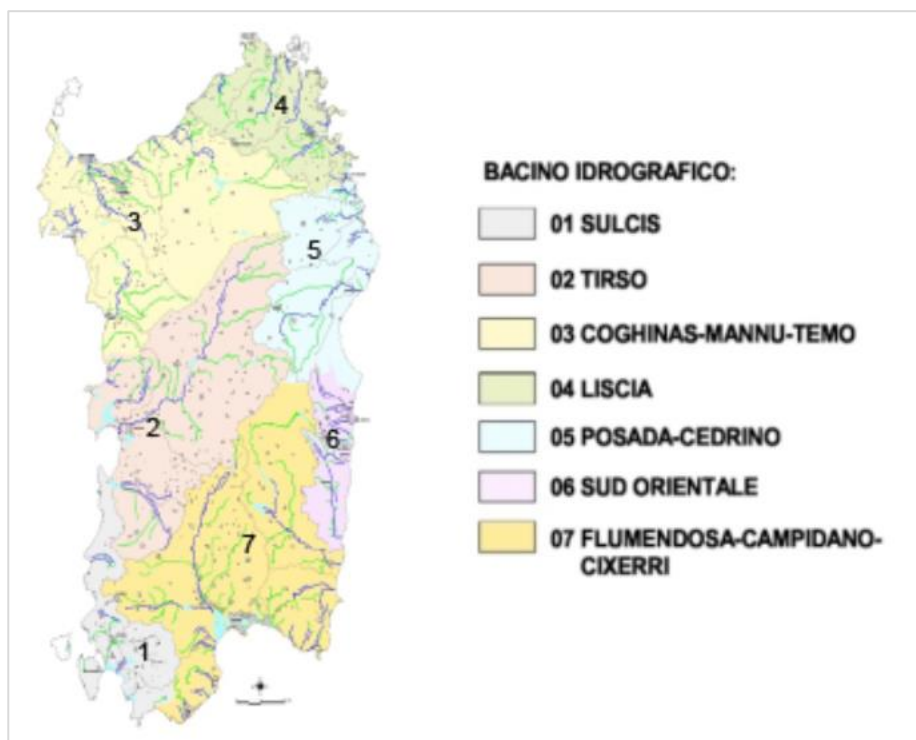 4
3
5
2
6
7
1
BACINO IDROGRAFICO:
01 SULCIS
02 TIRSO
03 COGHINAS-MANNU-TEMO
04 LISCIA
05 POSADA-CEDRINO
06 SUD ORIENTALE
07 FLUMENDOSA-CAMPIDANO-
CIXERRI